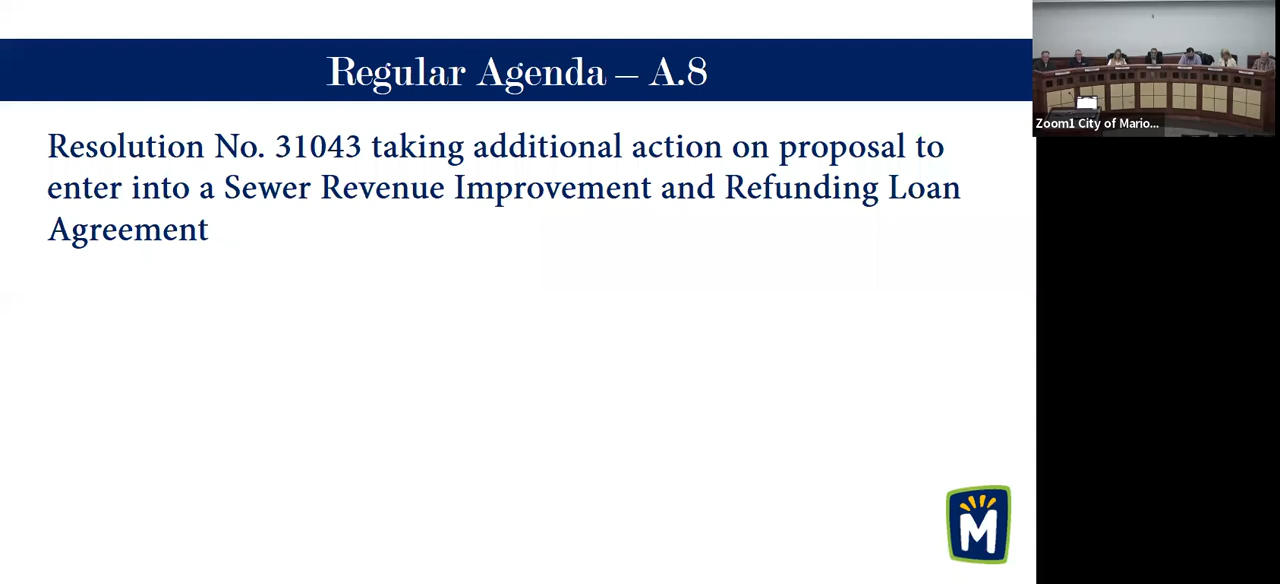 Regular Agenda – A.8
Resolution No. 31043 taking additional action on proposal to
enter into a Sewer Revenue Improvement and Refunding Loan
Agreement
Zoom1 City of Mario...
M